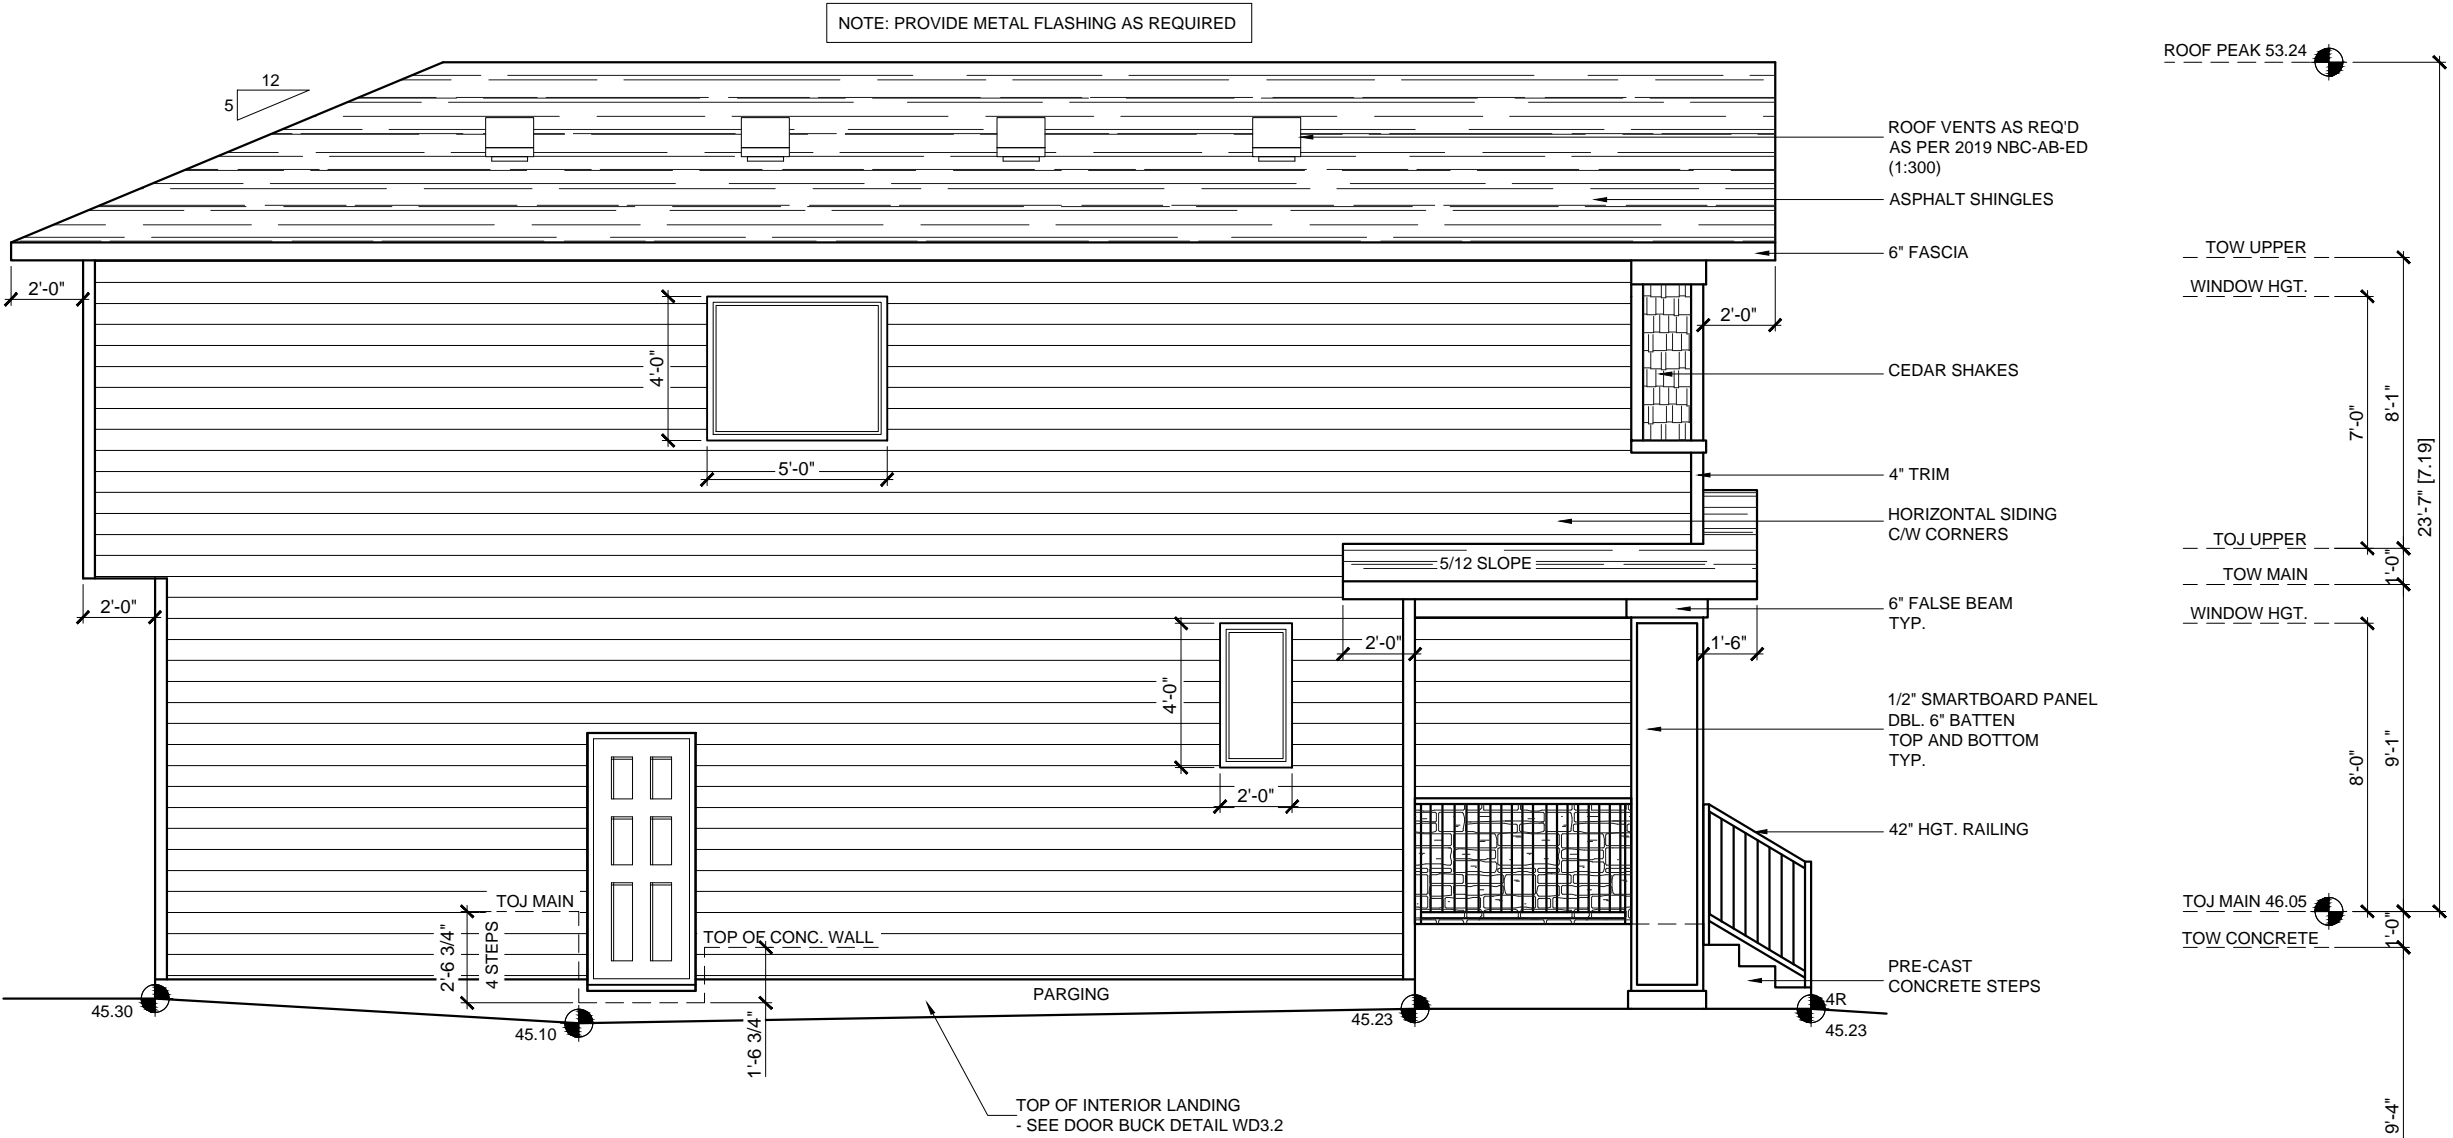 NOTE: PROVIDE METAL FLASHING AS REQUIRED
ROOF PEAK 53.24
12
5
ROOF VENTS AS REQ'D
AS PER 2019 NBC-AB-ED
(1:300)
ASPHALT SHINGLES
6" FASCIA
TOW UPPER
2'-0"
WINDOW HGT.
2'-0"
4'-0"
CEDAR SHAKES
8'-1"
7'-0"
23'-7" [7.19]
5'-0"
4" TRIM
HORIZONTAL SIDING
C/W CORNERS
TOJ UPPER
5/12 SLOPE
1'-0"
TOW MAIN
2'-0"
6" FALSE BEAM
TYP.
WINDOW HGT.
2'-0"
1'-6"
4'-0"
1/2" SMARTBOARD PANEL
DBL. 6" BATTEN
TOP AND BOTTOM
TYP.
9'-1"
8'-0"
2'-0"
42" HGT. RAILING
TOJ MAIN
TOJ MAIN 46.05
2'-6 3/4"
4 STEPS
TOP OF CONC. WALL
1'-0"
TOW CONCRETE
PRE-CAST
CONCRETE STEPS
PARGING
45.30
45.10
45.23
4R
45.23
1'-6 3/4"
TOP OF INTERIOR LANDING
- SEE DOOR BUCK DETAIL WD3.2
9'-4"